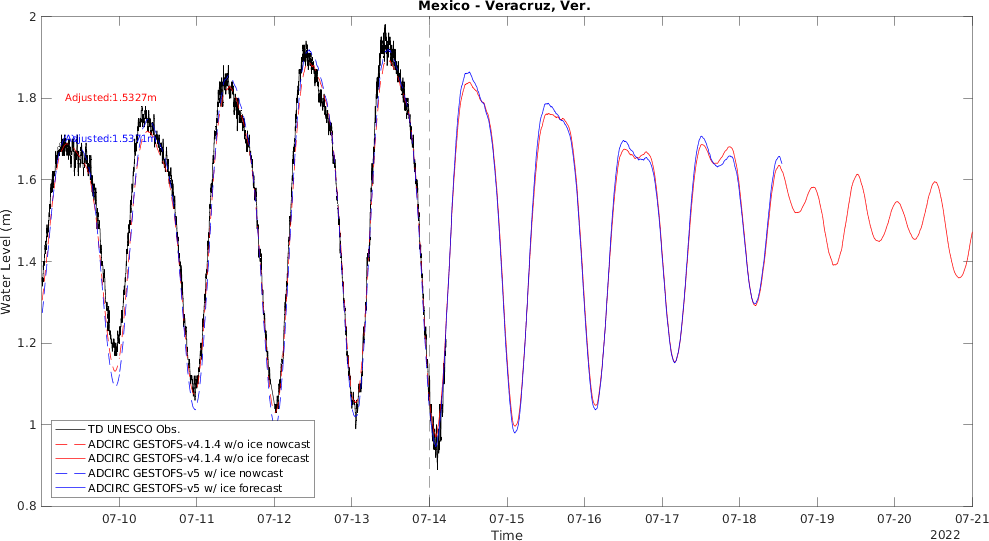 Mexico - Veracruz, Ver.
Water Level (m)
2
1.8
1.6
1.4
1.2
1
0.8
Adjusted:1.5327m
Adjusted:1.5371m
TD UNESCO Obs.
ADCIRC GESTOFS-v4.1.4 w/o ice nowcast
ADCIRC GESTOFS-v4.1.4 w/o ice forecast
ADCIRC GESTOFS-v5 w/ ice nowcast
ADCIRC GESTOFS-v5 w/ ice forecast
07-10 07-11 07-12 07-13 07-14 07-15 07-16 07-17 07-18 07-19 07-20 07-21
Time
2022